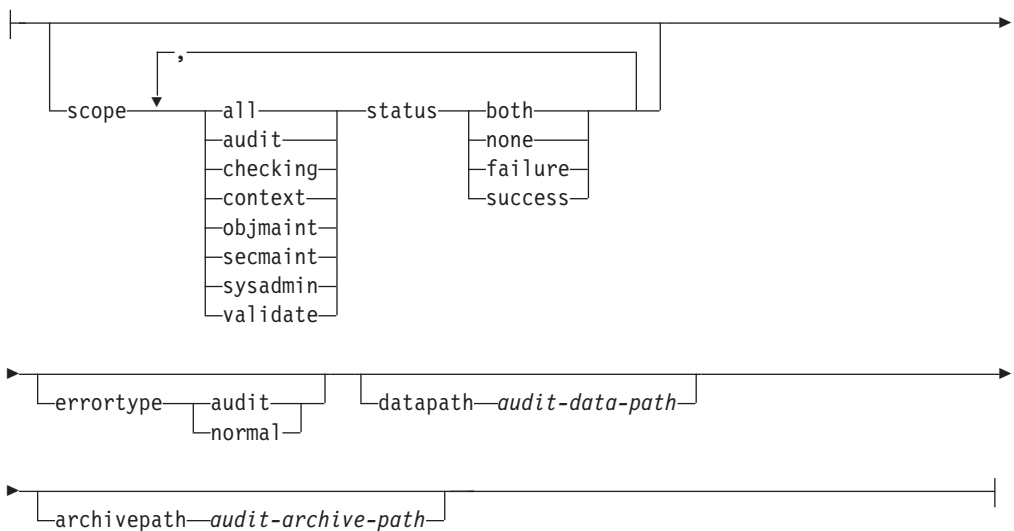 ,
scope all status both
audit none
checking failure
context success
objmaint
secmaint
sysadmin
validate
errortype audit datapath audit-data-path
normal
archivepath audit-archive-path